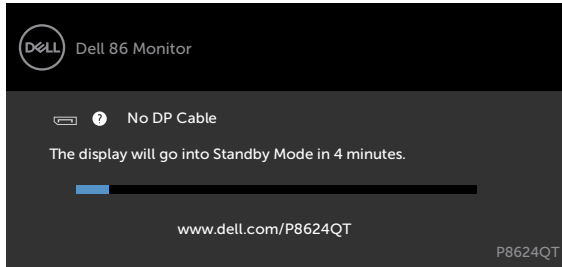 DELL
Dell 86 Monitor
? No DP Cable
The display will go into Standby Mode in 4 minutes.
www.dell.com/P8624QT
P8624QT